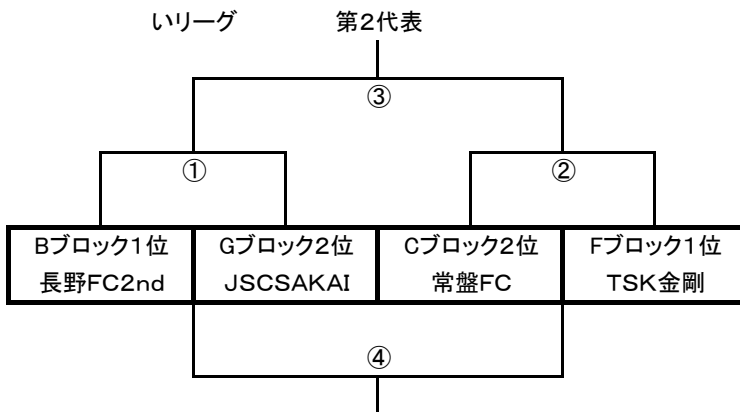 いリーグ 第2代表
③
① ②
Bブロック1位 Gブロック2位 Cブロック2位 Fブロック1位
長野FC2nd JSCSAKAI 常盤FC TSK金剛
④